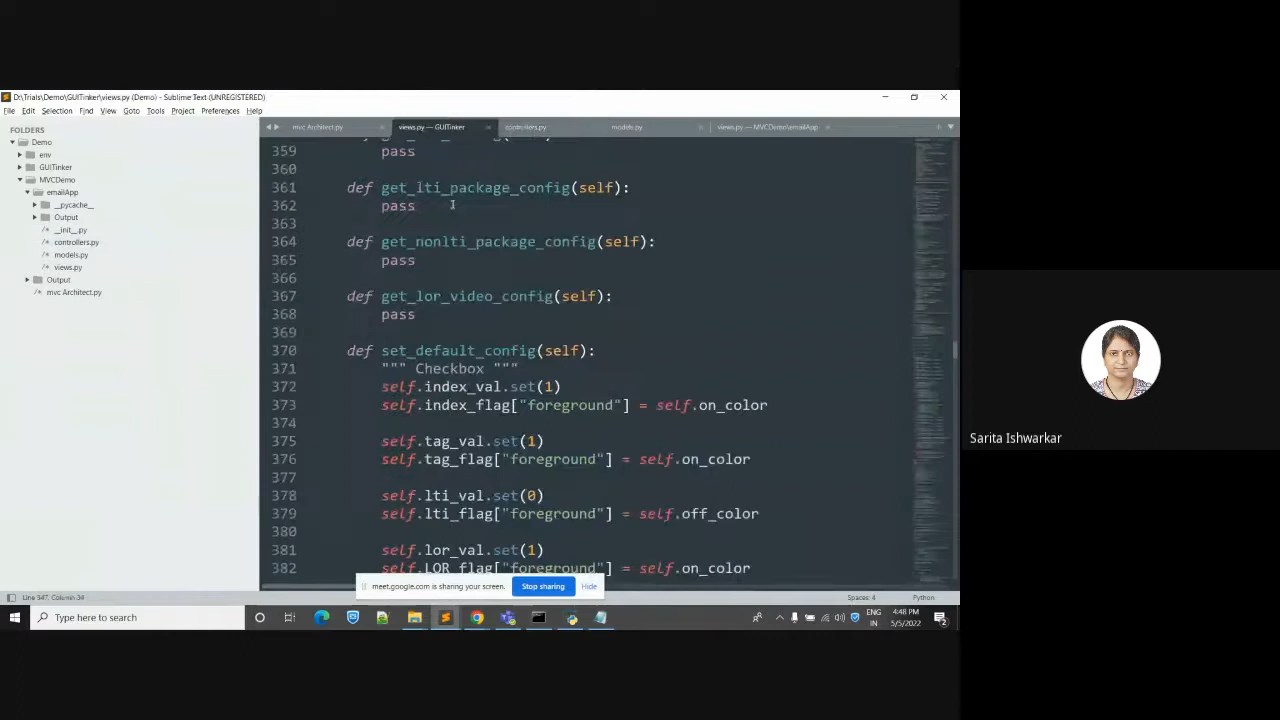 D:\Trials\Demo\GUITinker\views.py (Demo) - Sublime Text (UNREGISTERED)
File Edit Selection Find View Goto Tools Project Preferences Help
FOLDERS
Demo
env
GUITinker
MVCDemo
emailApp
__pycache__
Output
__init__.py
controllers.py
models.py
views.py
Output
mvc Architect.py
mvc Architect.py
views.py — GUITinker
controllers.py
models.py
views.py — MVCDemo\emailApp
359 pass
360
361 def get_lti_package_config(self):
362 pass
363
364 def get_nonlti_package_config(self):
365 pass
366
367 def get_lor_video_config(self):
368 pass
369
370 def set_default_config(self):
371 """ Checkbox """
372 self.index_val.set(1)
373 self.index_flag["foreground"] = self.on_color
374
375 self.tag_val.set(1)
376 self.tag_flag["foreground"] = self.on_color
377
378 self.lti_val.set(0)
379 self.lti_flag["foreground"] = self.off_color
380
381 self.lor_val.set(1)
382 self.LOR_flag["foreground"] = self.on_color
meet.google.com is sharing your screen. Stop sharing Hide
Line 347, Column 34
Spaces: 4 Python
Type here to search
ENG
IN
4:48 PM
5/5/2022
2
Sarita Ishwarkar